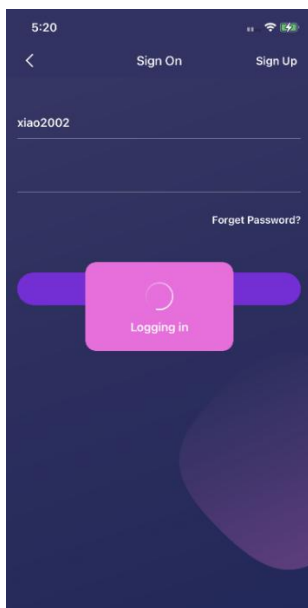 5:20
Sign On
Sign Up
xiao2002
Forget Password?
Logging in